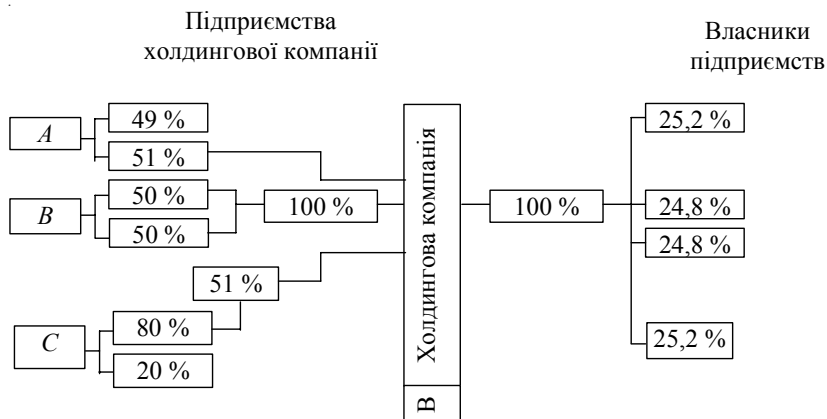 Підприємства
холдингової компанії
Власники
підприємств
A
49 %
51 %
B
50 %
50 %
100 %
C
80 %
20 %
51 %
Холдингова компанія
В
100 %
25,2 %
24,8 %
24,8 %
25,2 %